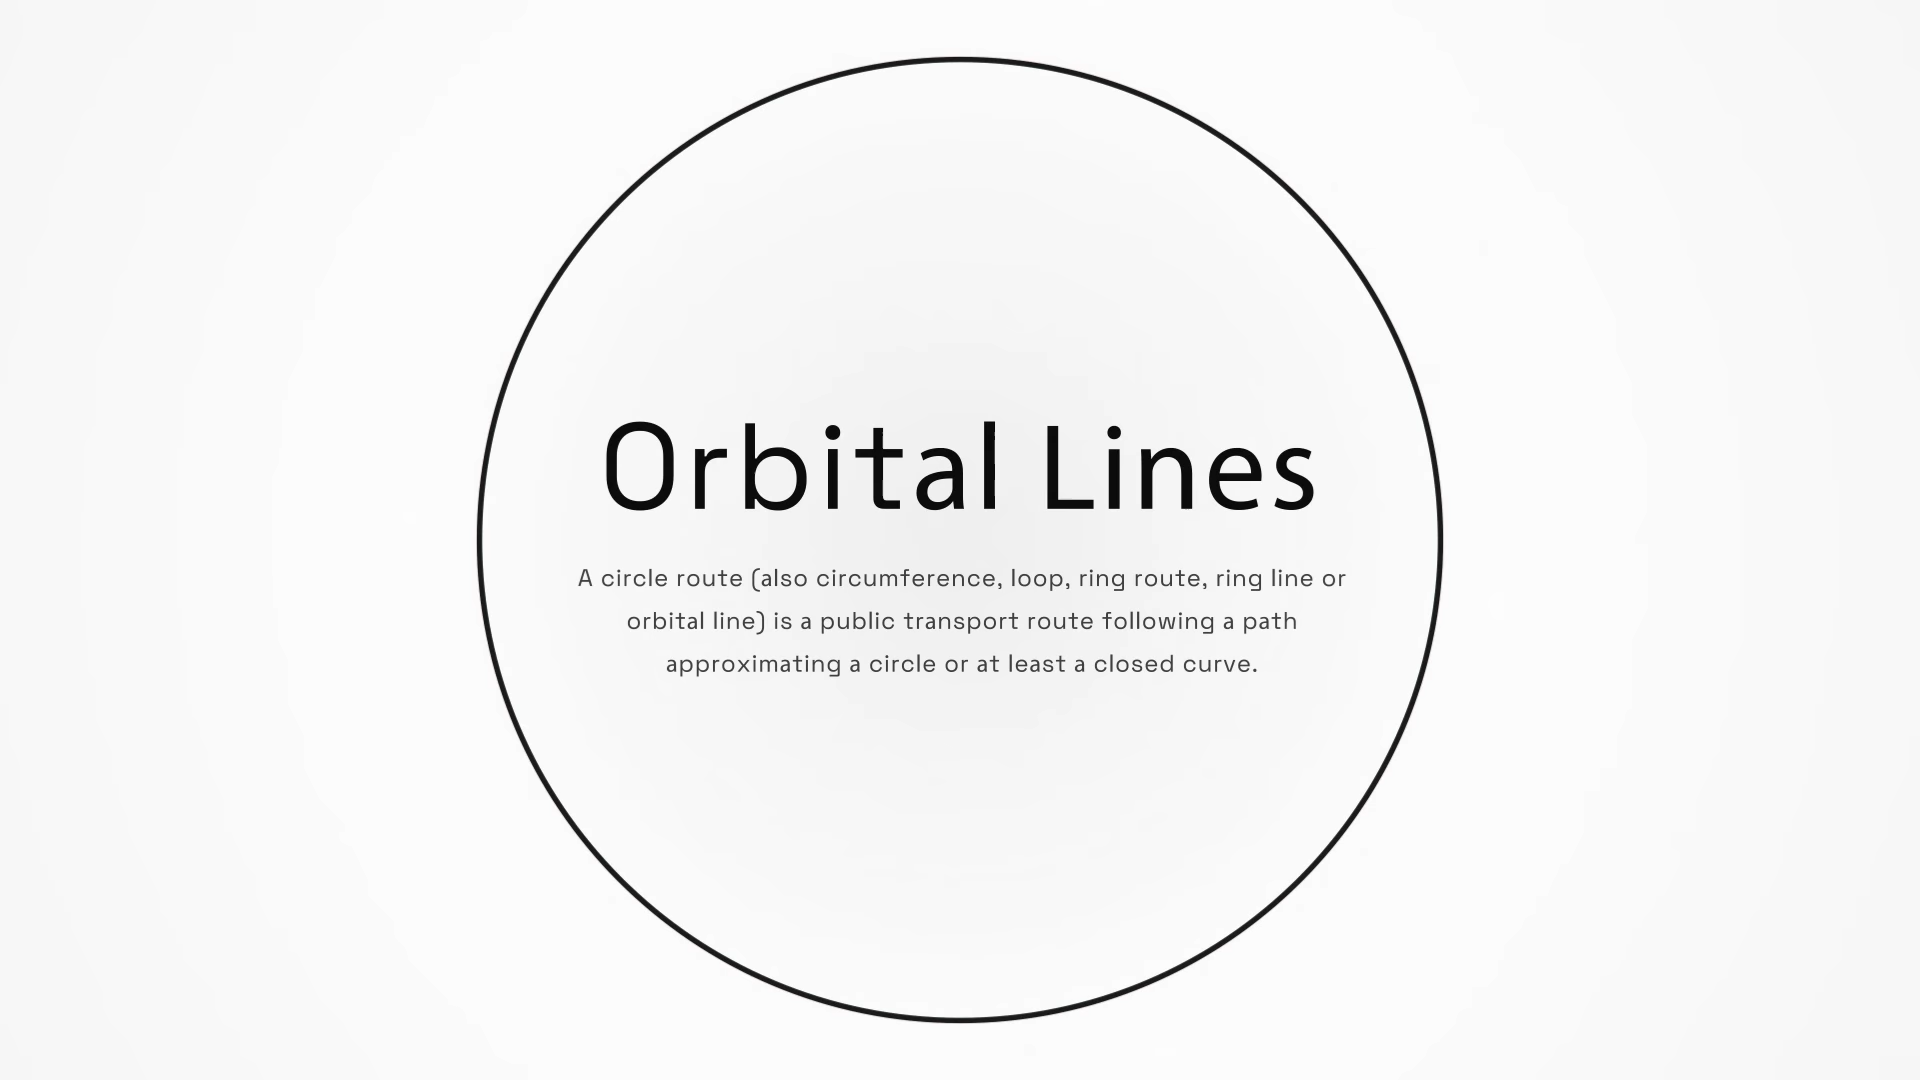 Orbital Lines
A circle route (also circumference, loop, ring route, ring line or
orbital line) is a public transport route following a path
approximating a circle or at least a closed curve.